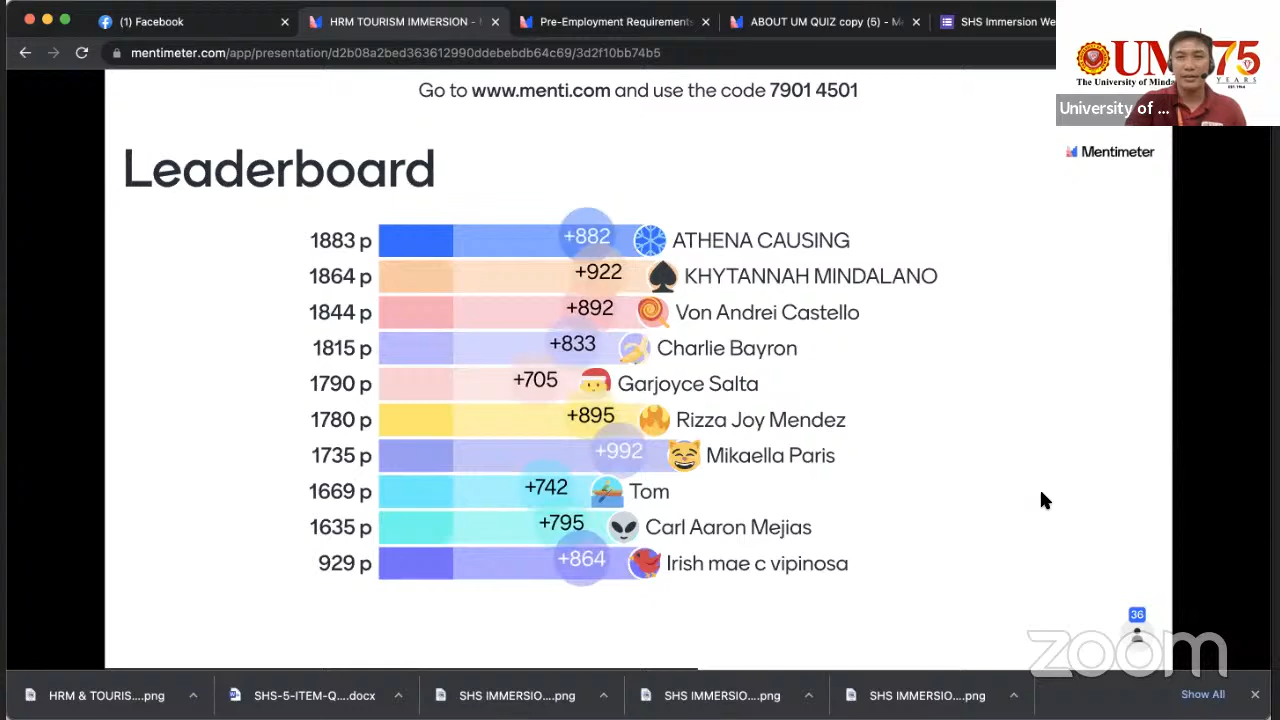 (1) Facebook
HRM TOURISM IMMERSION -
Pre-Employment Requirements
ABOUT UM QUIZ copy (5) - Me
SHS Immersion We
mentimeter.com/app/presentation/d2b08a2bed363612990ddbebdb64c69/3d2f10bb74b5
UM 75
YEARS
The University of Minda
University of ...
Go to www.menti.com and use the code 7901 4501
Mentimeter
Leaderboard
1883 p +882 ATHENA CAUSING
1864 p +922 KHYTANNAH MINDALANO
1844 p +892 Von Andrei Castello
1815 p +833 Charlie Bayron
1790 p +705 Garjoyce Salta
1780 p +895 Rizza Joy Mendez
1735 p +992 Mikaella Paris
1669 p +742 Tom
1635 p +795 Carl Aaron Mejias
929 p +864 Irish mae c vipinosa
36
zoom
HRM & TOURIS....png
SHS-5-ITEM-Q....docx
SHS IMMERSIO....png
SHS IMMERSIO....png
SHS IMMERSIO....png
Show All